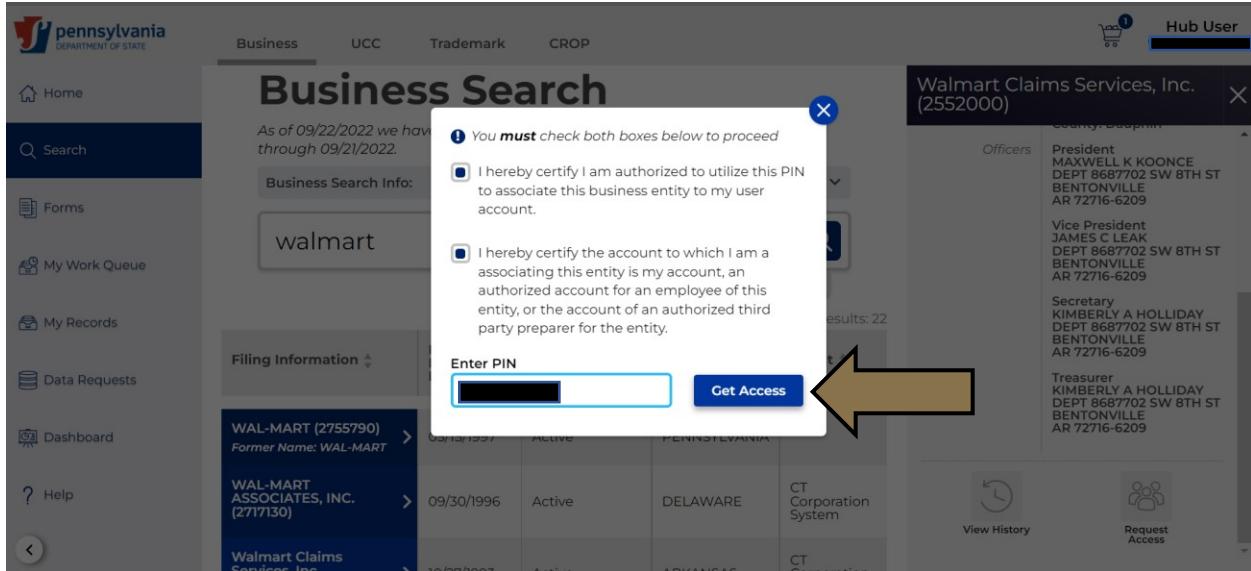 pennsylvania
DEPARTMENT OF STATE
Business
UCC
Trademark
CROP
1
Hub User
Home
Search
Forms
My Work Queue
My Records
Data Requests
Dashboard
? Help
Business Search
As of 09/22/2022 we hav
through 09/21/2022.
Business Search Info:
walmart
esults: 22
Filing Information
WAL-MART (2755790)
Former Name: WAL-MART
Active
PENNSYLVANIA
WAL-MART
ASSOCIATES, INC.
(2717130)
09/30/1996
Active
DELAWARE
CT
Corporation
System
Walmart Claims
Services, Inc.
CT
You must check both boxes below to proceed
I hereby certify I am authorized to utilize this PIN
to associate this business entity to my user
account.
I hereby certify the account to which I am a
associating this entity is my account, an
authorized account for an employee of this
entity, or the account of an authorized third
party preparer for the entity.
Enter PIN
Get Access
Walmart Claims Services, Inc.
(2552000)
County: Dauphin
Officers
President
MAXWELL K KOONCE
DEPT 8687702 SW 8TH ST
BENTONVILLE
AR 72716-6209
Vice President
JAMES C LEAK
DEPT 8687702 SW 8TH ST
BENTONVILLE
AR 72716-6209
Secretary
KIMBERLY A HOLLIDAY
DEPT 8687702 SW 8TH ST
BENTONVILLE
AR 72716-6209
Treasurer
KIMBERLY A HOLLIDAY
DEPT 8687702 SW 8TH ST
BENTONVILLE
AR 72716-6209
View History
Request
Access